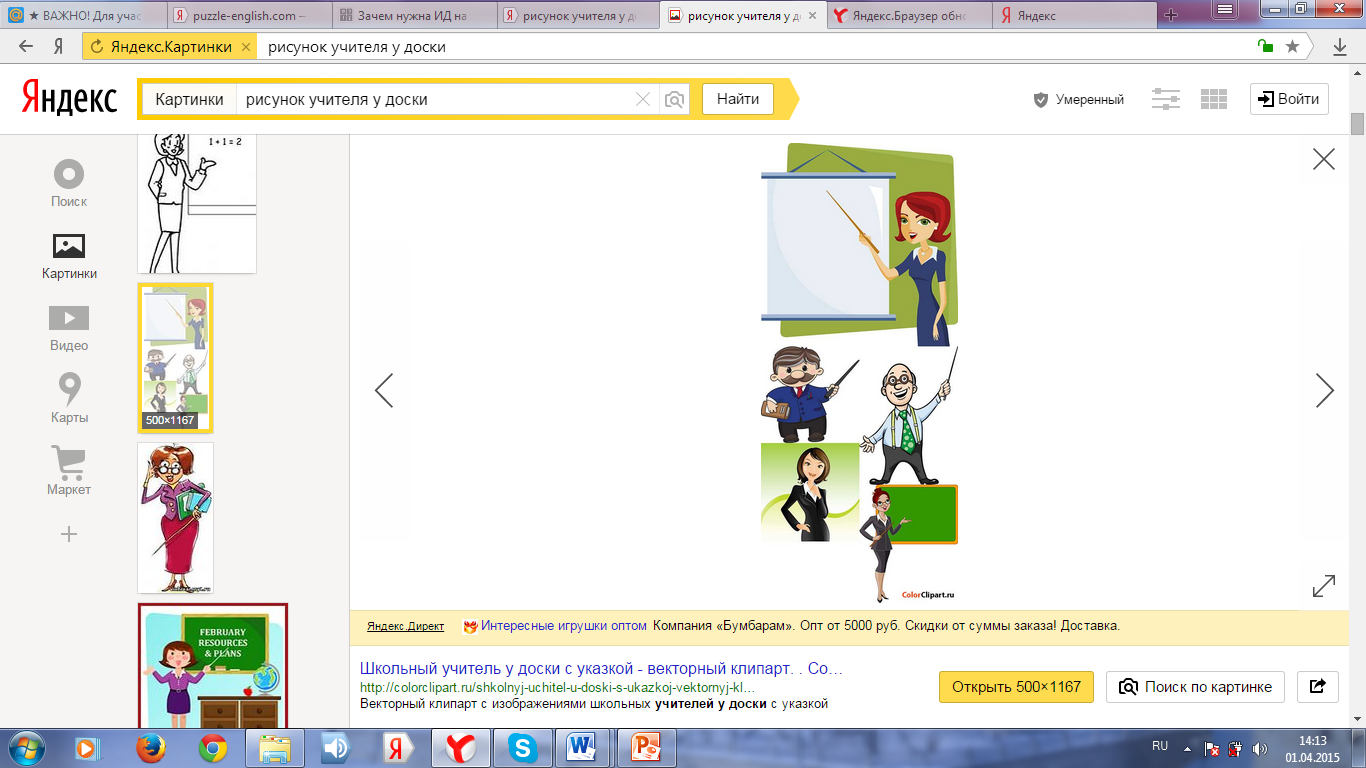 ★ ВАЖНО! Для учас
puzzle-english.com –
Зачем нужна ИД на
рисунок учителя у до
рисунок учителя у д
Яндекс.Браузер обно
Яндекс
Яндекс.Картинки
рисунок учителя у доски
Яндекс
Картинки
рисунок учителя у доски
Найти
Умеренный
Войти
Поиск
Картинки
Видео
Карты
Маркет
1 + 1 = 2
500×1167
FEBRUARY
RESOURCES
& PLANS
ColorClipart.ru
Яндекс.Директ
Интересные игрушки оптом Компания «Бумбарам». Опт от 5000 руб. Скидки от суммы заказа! Доставка.
Школьный учитель у доски с указкой - векторный клипарт. . Со…
http://colorclipart.ru/shkolnyj-uchitel-u-doski-s-ukazkoj-vektornyj-kl…
Векторный клипарт с изображениями школьных учителей у доски с указкой
Открыть 500×1167
Поиск по картинке
RU
14:13
01.04.2015